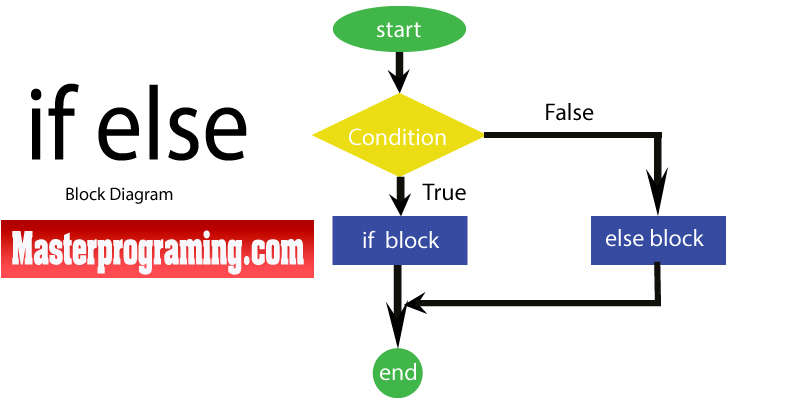 start
Condition
False
True
if else
Block Diagram
Masterprograming.com
if block
else block
end